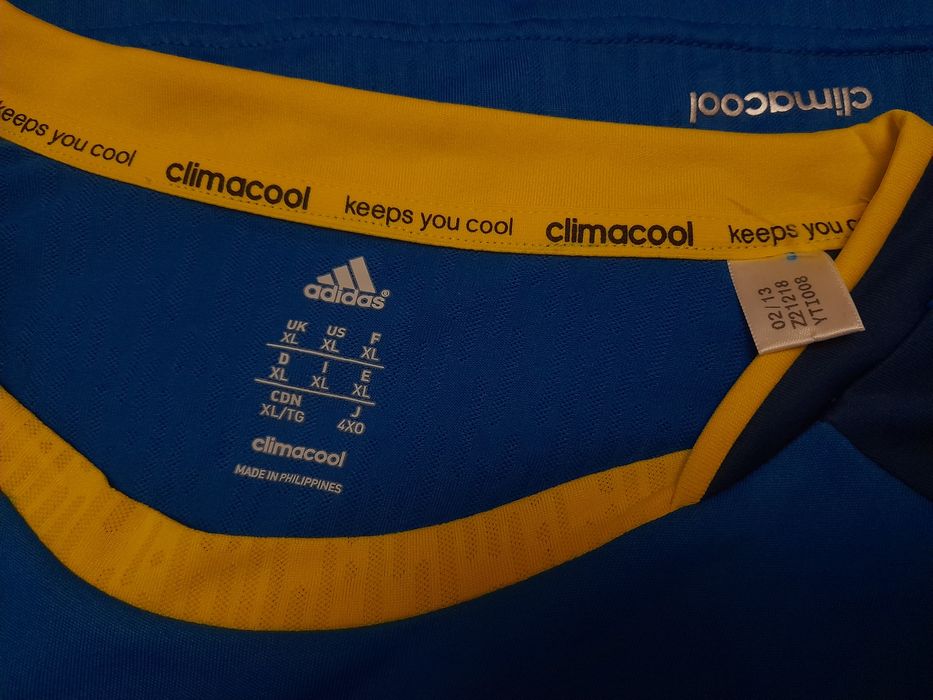 climacool
keeps you cool climacool keeps you cool climacool keeps you
adidas®
UK US F
XL XL XL
D I E
XL XL XL
CDN J
XL/TG 4XO
climacool
MADE IN PHILIPPINES
02/13
Z21218
YTI008